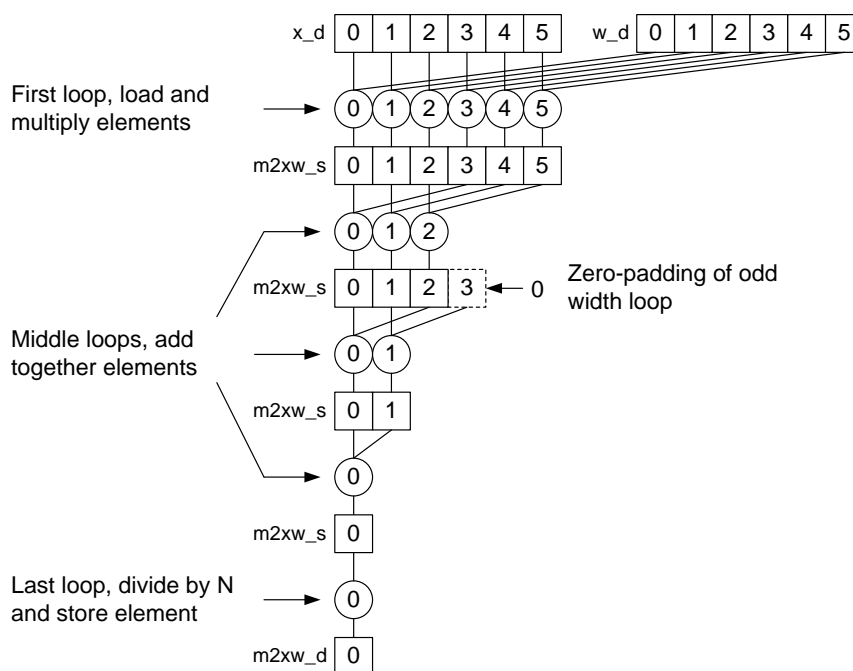 x_d 0 1 2 3 4 5 w_d 0 1 2 3 4 5
First loop, load and
multiply elements
0 1 2 3 4 5
m2xw_s 0 1 2 3 4 5
0 1 2
m2xw_s 0 1 2 3 0
Zero-padding of odd
width loop
Middle loops, add
together elements
0 1
m2xw_s 0 1
0
m2xw_s 0
Last loop, divide by N
and store element
0
m2xw_d 0